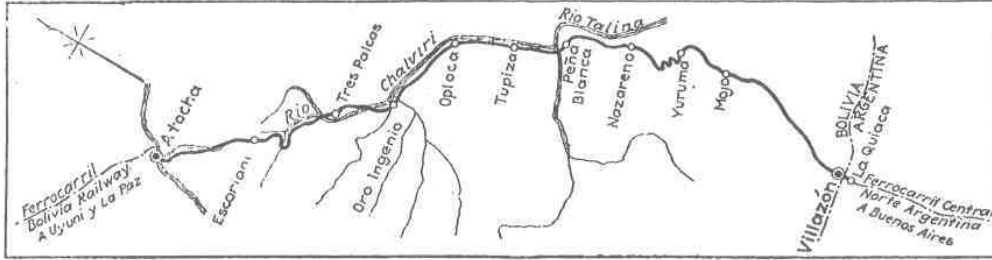 Ferrocarril
Bolivia Railway
A Uyuni y La Paz
Atocha
Escoriani
Rio
Tres Palcas
Chalviri
Oro Ingenio
Oploca
Tupiza
Rio Talina
Peña
Blanca
Nazareno
Yuruma
Mojo
BOLIVIA
ARGENTINA
La Quiaca
Villazón
Ferrocarril Central
Norte Argentina
A Buenos Aires